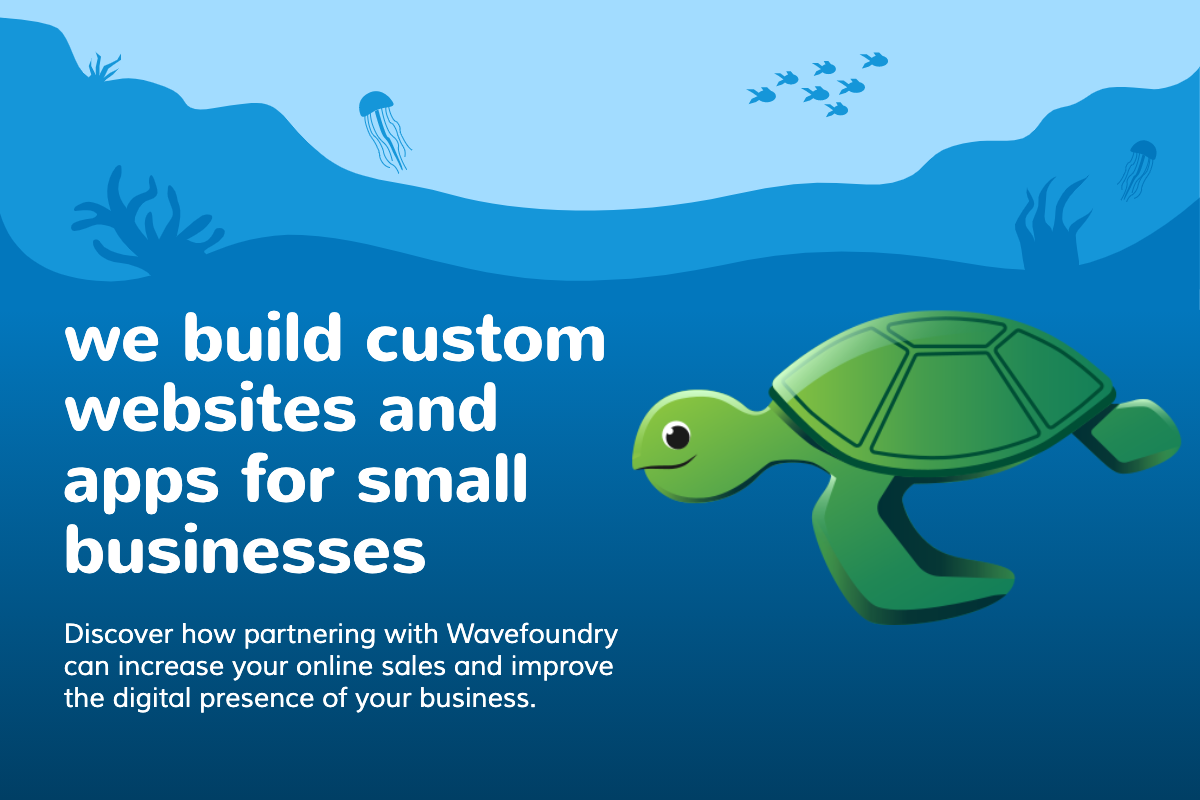 we build custom
websites and
apps for small
businesses
Discover how partnering with Wavefoundry
can increase your online sales and improve
the digital presence of your business.